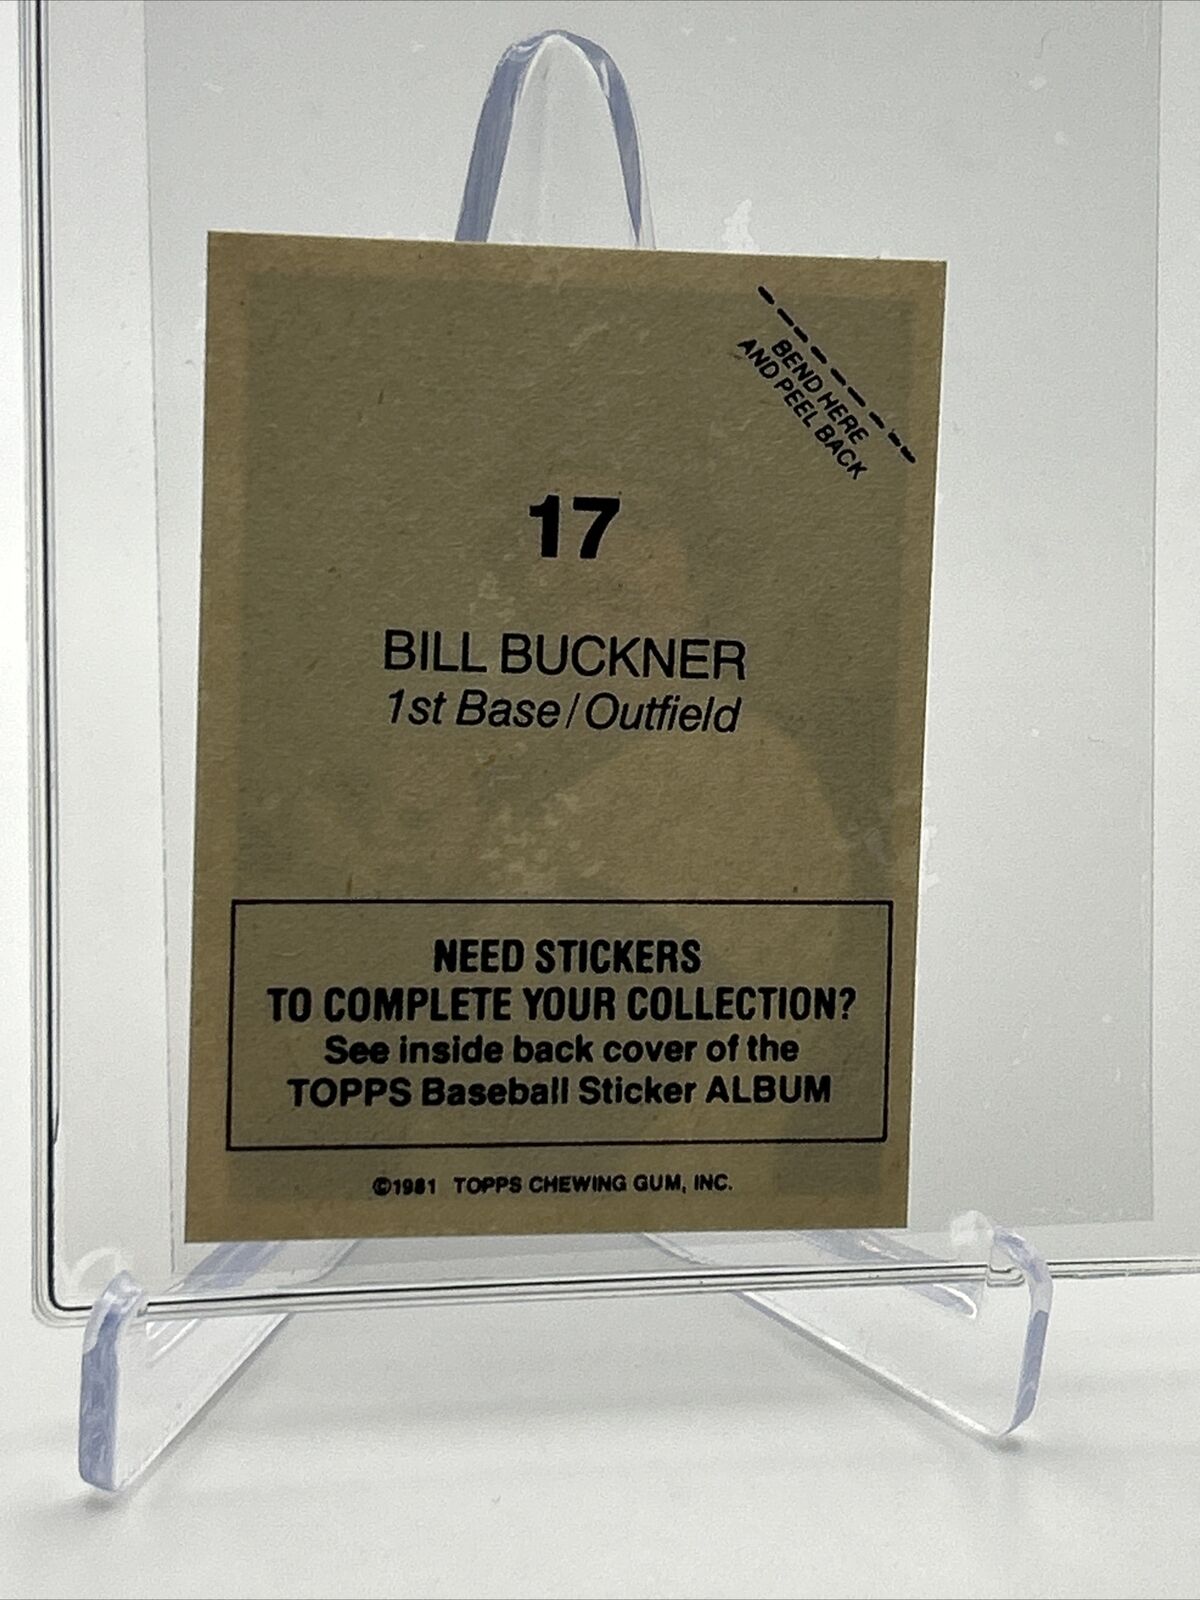 BEND HERE
AND PEEL BACK
17
BILL BUCKNER
1st Base/Outfield
NEED STICKERS
TO COMPLETE YOUR COLLECTION?
See inside back cover of the
TOPPS Baseball Sticker ALBUM
©1981 TOPPS CHEWING GUM, INC.